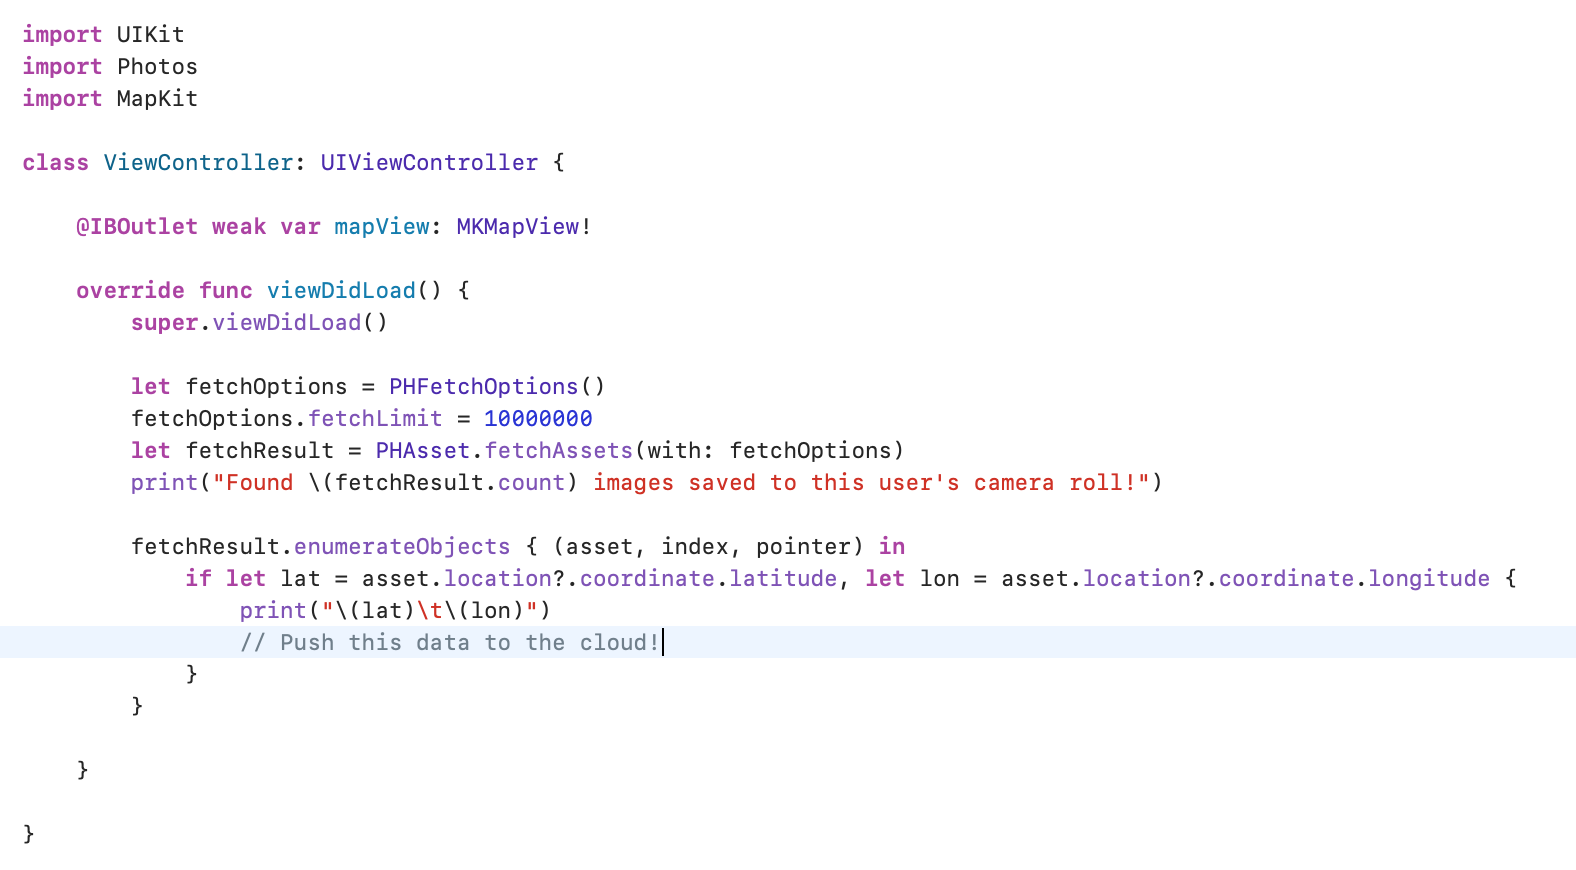 import UIKit
import Photos
import MapKit
class ViewController: UIViewController {
@IBOutlet weak var mapView: MKMapView!
override func viewDidLoad() {
super.viewDidLoad()
let fetchOptions = PHFetchOptions()
fetchOptions.fetchLimit = 10000000
let fetchResult = PHAsset.fetchAssets(with: fetchOptions)
print("Found \(fetchResult.count) images saved to this user's camera roll!")
fetchResult.enumerateObjects { (asset, index, pointer) in
if let lat = asset.location?.coordinate.latitude, let lon = asset.location?.coordinate.longitude {
print("\(lat)\t\(lon)")
// Push this data to the cloud!
}
}
}
}